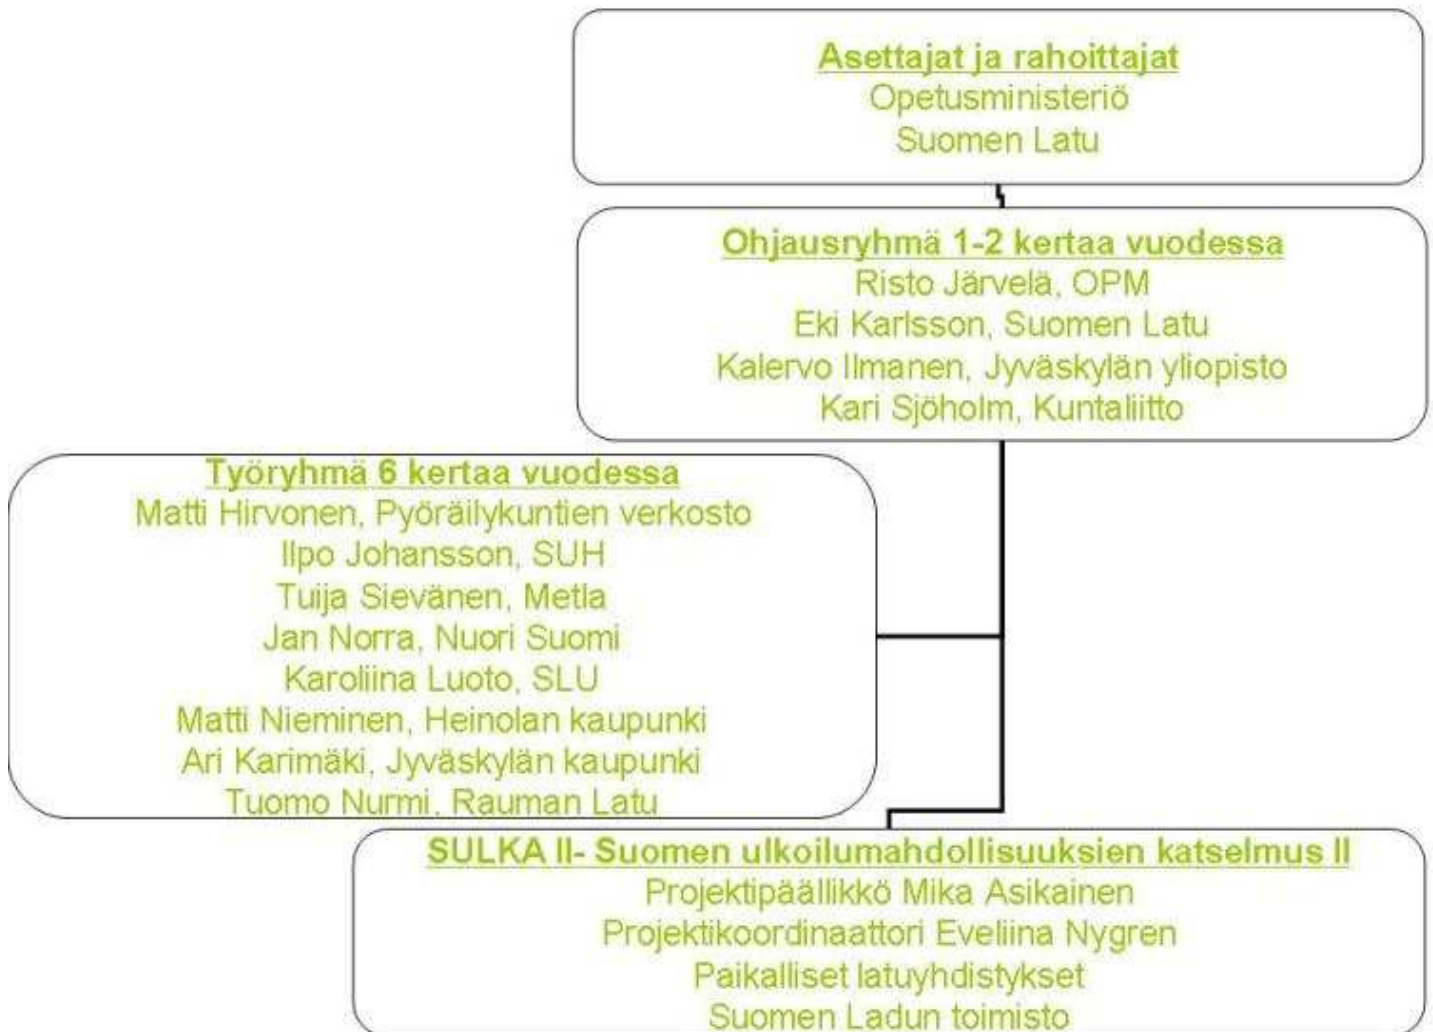 Asettajat ja rahoittajat
Opetusministeriö
Suomen Latu
Ohjausryhmä 1-2 kertaa vuodessa
Risto Järvelä, OPM
Eki Karlsson, Suomen Latu
Kalervo Ilmanen, Jyväskylän yliopisto
Kari Sjöholm, Kuntaliitto
Työryhmä 6 kertaa vuodessa
Matti Hirvonen, Pyöräilykuntien verkosto
Ilpo Johansson, SUH
Tuija Sievänen, Metla
Jan Norra, Nuori Suomi
Karoliina Luoto, SLU
Matti Nieminen, Heinolan kaupunki
Ari Karimäki, Jyväskylän kaupunki
Tuomo Nurmi, Rauman Latu
SULKA II- Suomen ulkoilumahdollisuuksien katselmus II
Projektipäällikkö Mika Asikainen
Projektikoordinaattori Eveliina Nygren
Paikalliset latuyhdistykset
Suomen Ladun toimisto